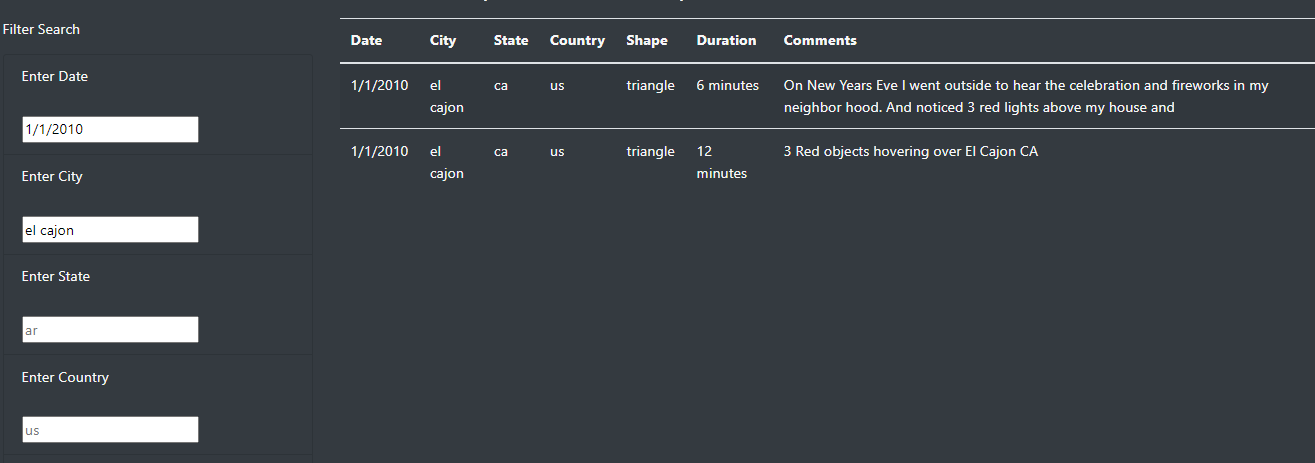 Filter Search
Enter Date
1/1/2010
Enter City
el cajon
Enter State
ar
Enter Country
us
Date City State Country Shape Duration Comments
1/1/2010 el ca us triangle 6 minutes On New Years Eve I went outside to hear the celebration and fireworks in my
cajon neighbor hood. And noticed 3 red lights above my house and
1/1/2010 el ca us triangle 12 3 Red objects hovering over El Cajon CA
cajon minutes